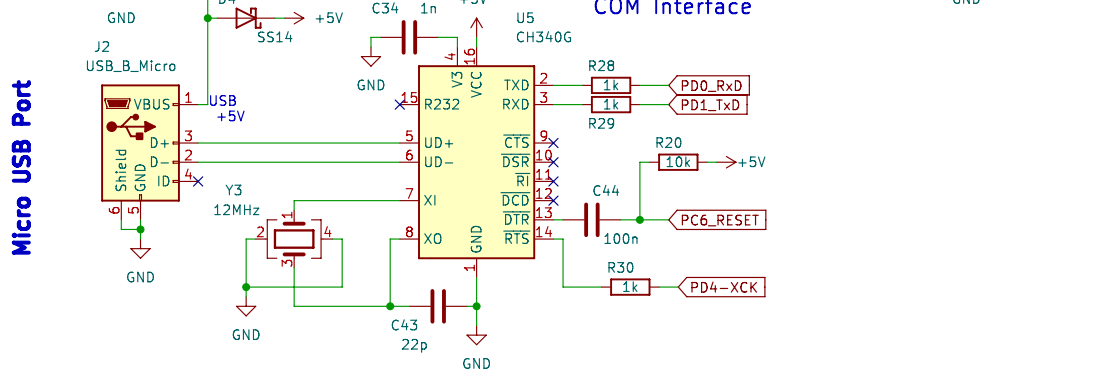 COM Interface
GND
GND
+5V
SS14
C34
1n
U5
CH340G
J2
USB_B_Micro
GND
4
16
V3
VCC
TXD
2
R28
1k
PD0_RxD
VBUS
1
USB
+5V
15
R232
RXD
3
1k
PD1_TxD
R29
Micro USB Port
D+
3
5
UD+
CTS
9
D-
2
6
UD-
DSR
10
R20
10k
+5V
Shield
GND
ID
4
RI
11
Y3
12MHz
7
XI
DCD
12
C44
6
5
1
DTR
13
100n
PC6_RESET
2
4
8
XO
GND
RTS
14
3
1
GND
R30
1k
PD4-XCK
GND
C43
22p
GND